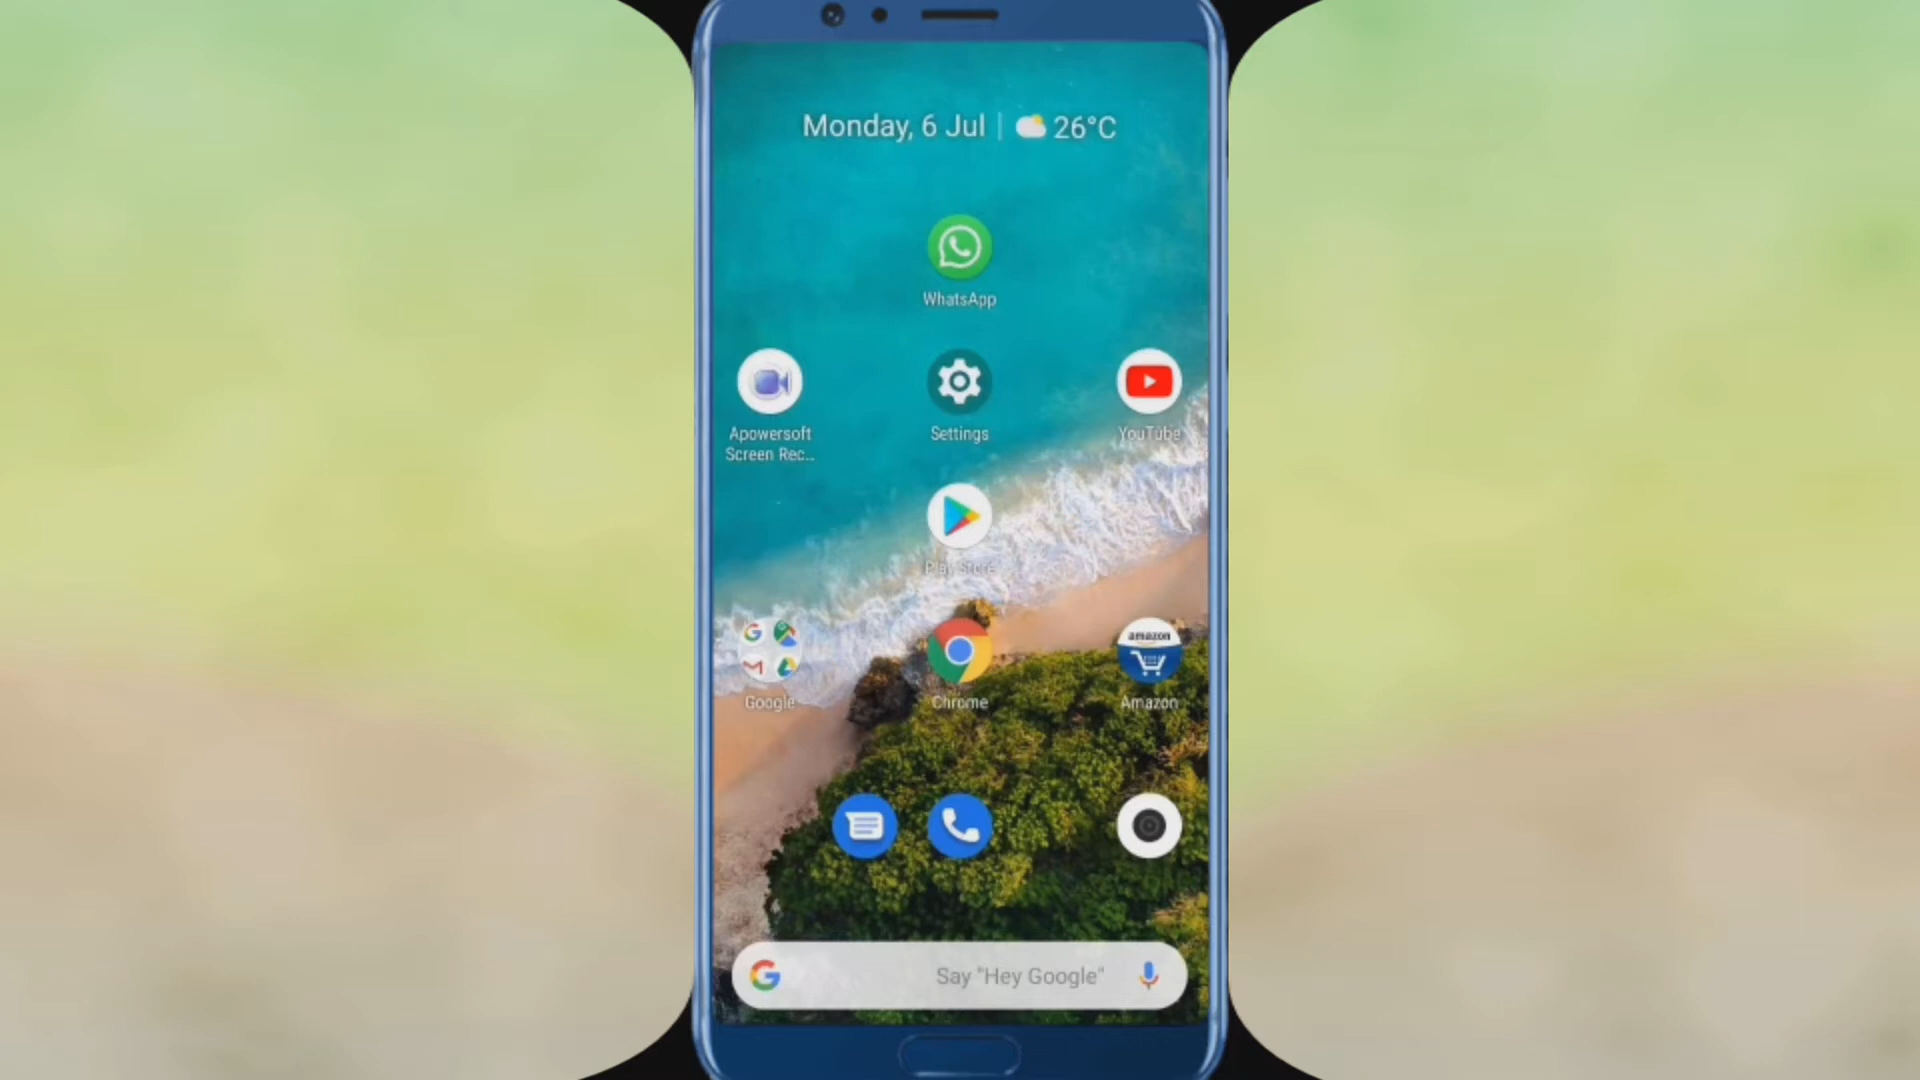 Monday, 6 Jul | 26°C
WhatsApp
Apowersoft
Screen Rec...
Settings
YouTube
Play Store
Google
Chrome
amazon
Amazon
Say "Hey Google"